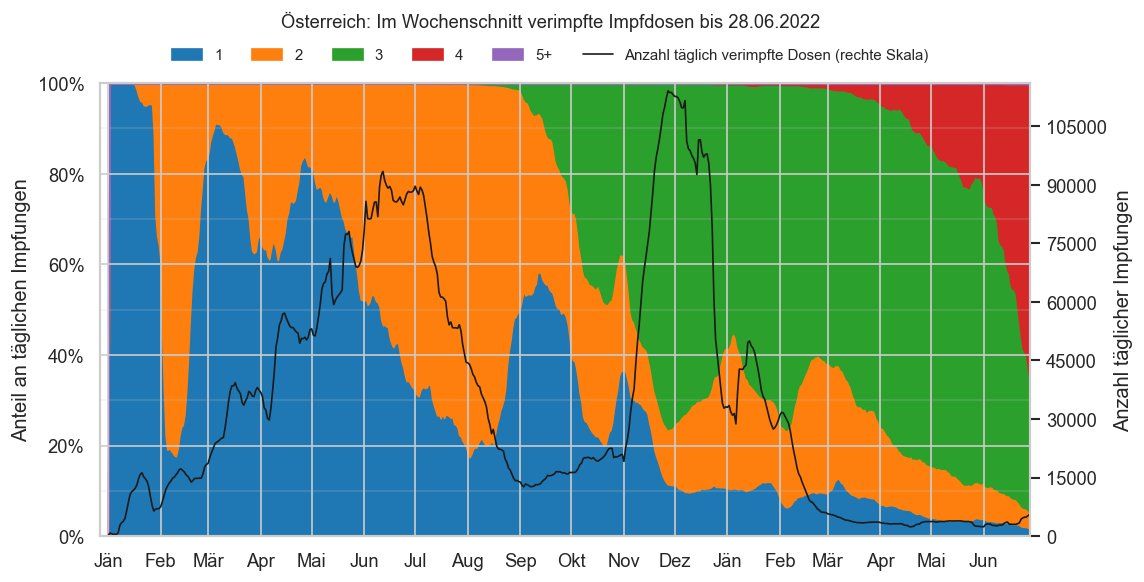 Österreich: Im Wochenschnitt verimpfte Impfdosen bis 28.06.2022
1 2 3 4 5+ Anzahl täglich verimpfte Dosen (rechte Skala)
Anteil an täglichen Impfungen
100%
80%
60%
40%
20%
0%
105000
90000
75000
60000
45000
30000
15000
0
Anzahl täglicher Impfungen
Jän Feb Mär Apr Mai Jun Jul Aug Sep Okt Nov Dez Jän Feb Mär Apr Mai Jun